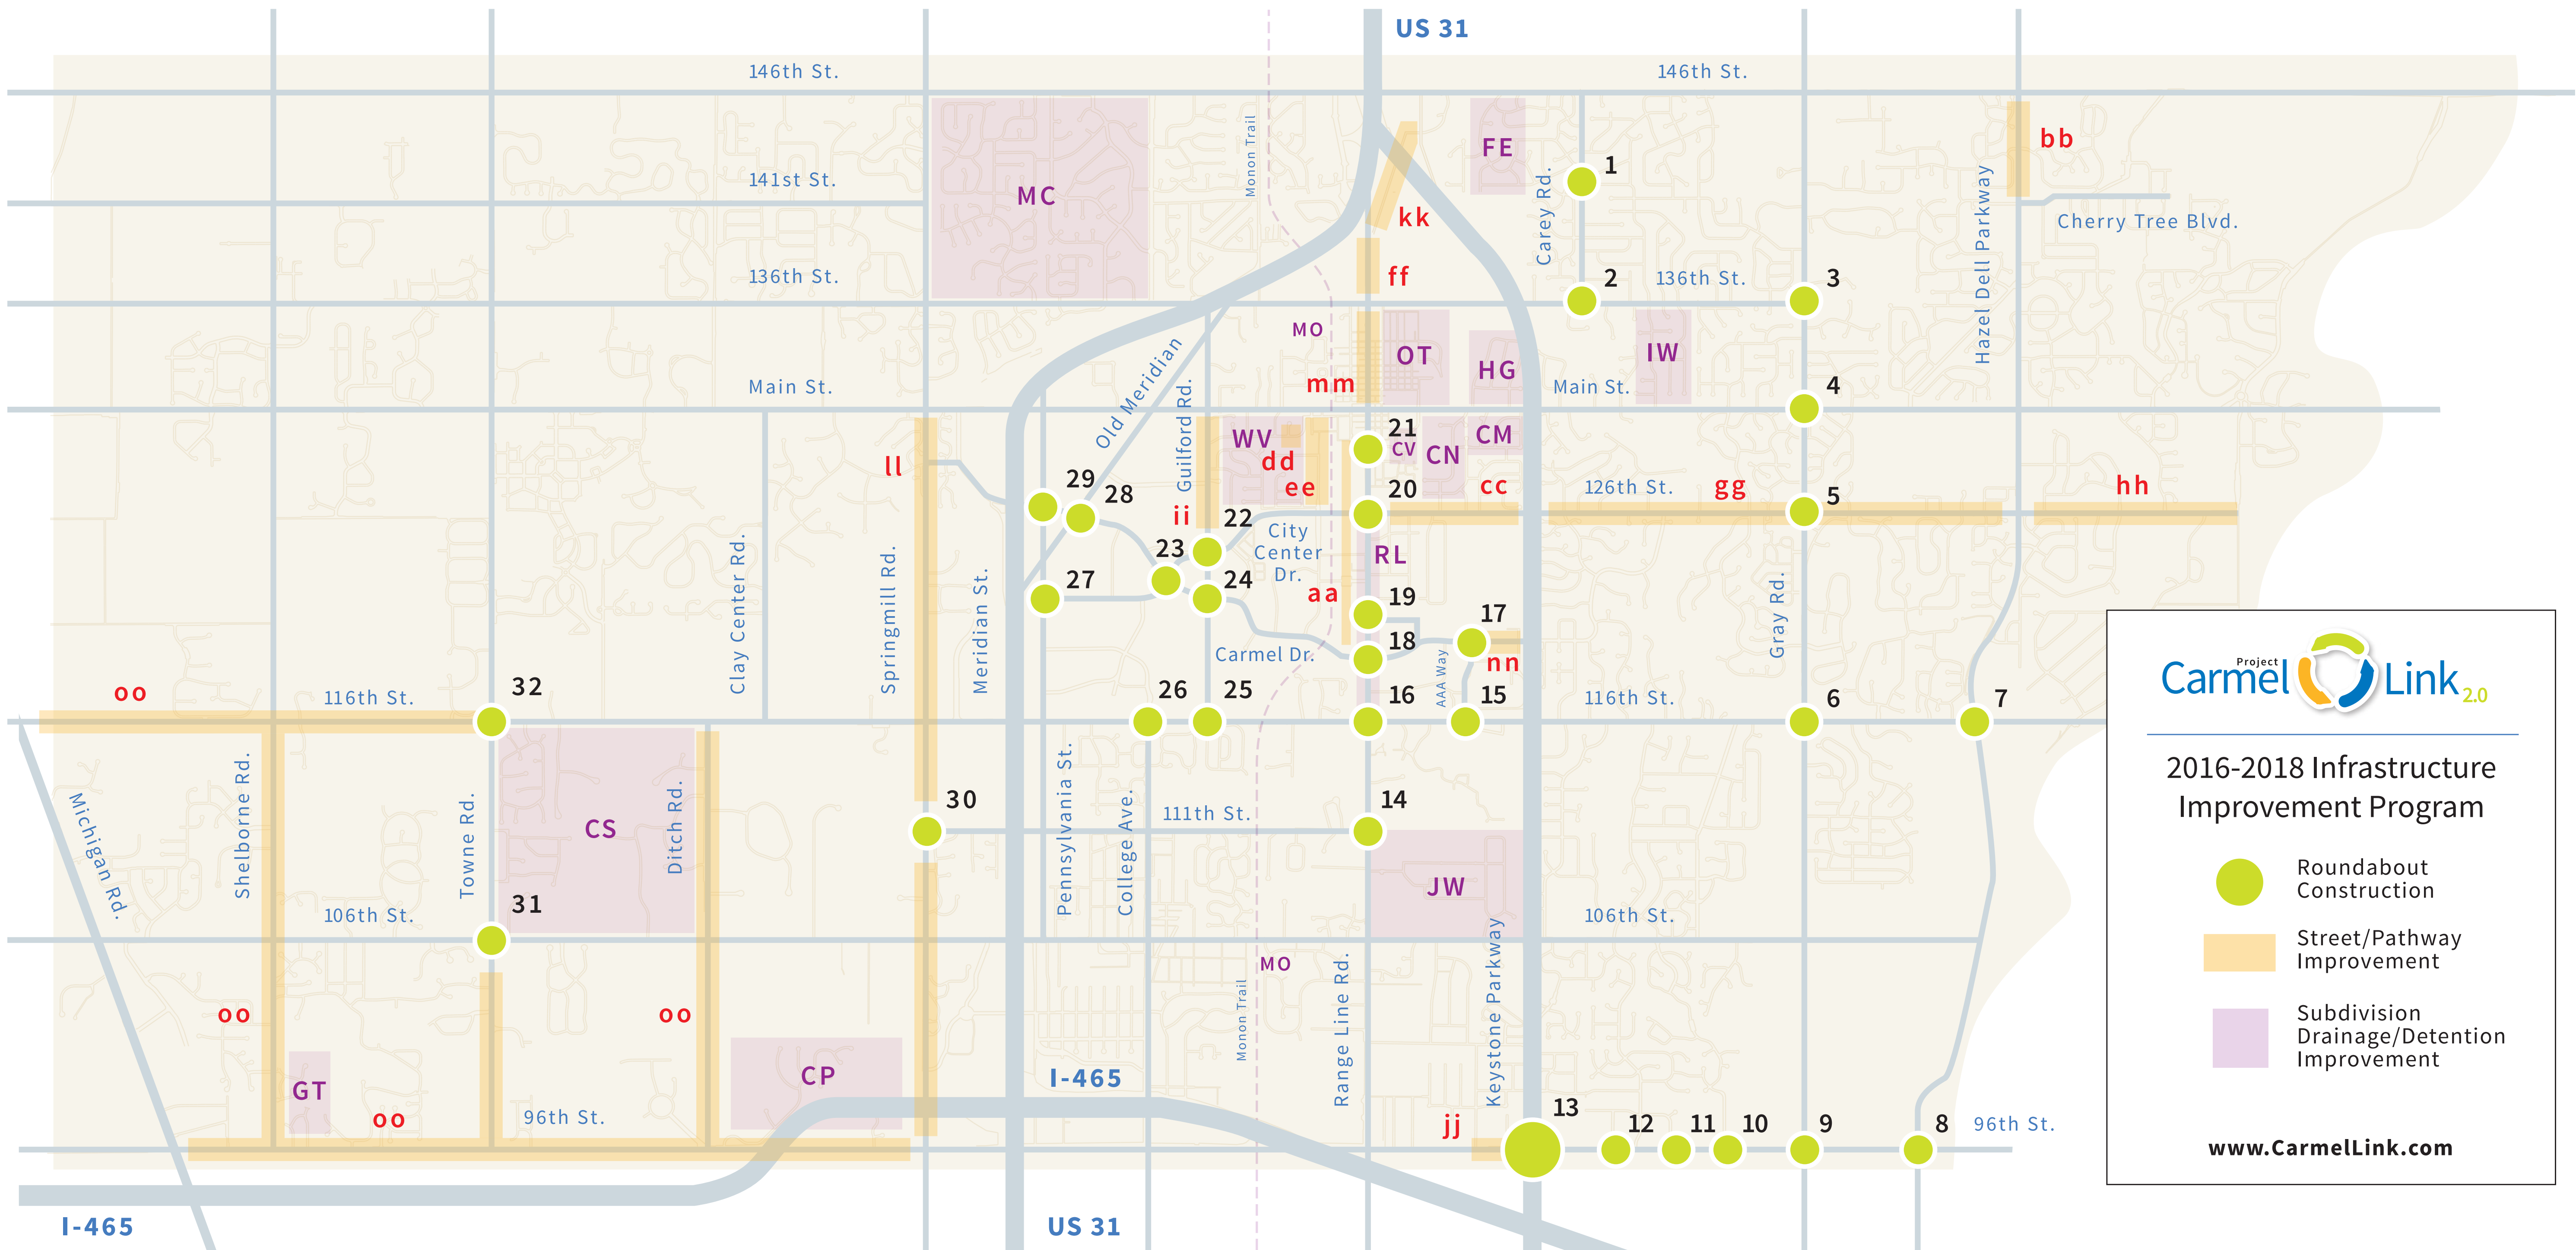 US 31
146th St.
146th St.
Monon Trail
FE
bb
1
141st St.
MC
kk
Carey Rd.
Hazel Dell Parkway
Cherry Tree Blvd.
136th St.
ff
2
136th St.
3
MO
OT
HG
IW
Main St.
mm
Main St.
4
Old Meridian
Guilford Rd.
WV
21
CV
CN
CM
ll
dd
29
28
ee
20
cc
126th St.
gg
5
hh
ii
22
City
Center
Dr.
23
RL
27
24
aa
19
17
18
nn
Clay Center Rd.
Springmill Rd.
Meridian St.
Carmel Dr.
AAA Way
Gray Rd.
oo
116th St.
32
26
25
16
15
116th St.
6
7
Michigan Rd.
Shelborne Rd.
Towne Rd.
CS
Ditch Rd.
30
Pennsylvania St.
College Ave.
111th St.
14
JW
106th St.
31
106th St.
Keystone Parkway
Range Line Rd.
MO
Monon Trail
oo
oo
GT
CP
I-465
oo
96th St.
jj
13
12
11
10
9
8
96th St.
I-465
US 31
Project
Carmel Link 2.0
2016-2018 Infrastructure
Improvement Program
Roundabout
Construction
Street/Pathway
Improvement
Subdivision
Drainage/Detention
Improvement
www.CarmelLink.com